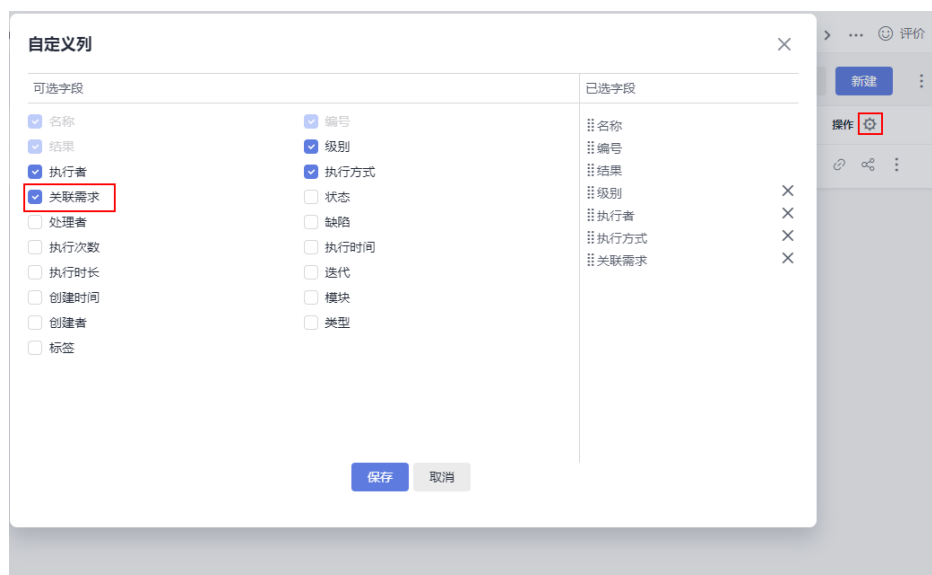 自定义列
评价
新建
可选字段
已选字段
操作
名称
编号
结果
级别
执行者
执行方式
关联需求
状态
处理者
缺陷
执行次数
执行时间
执行时长
迭代
创建时间
模块
创建者
类型
标签
名称
编号
结果
级别
执行者
执行方式
关联需求
保存
取消